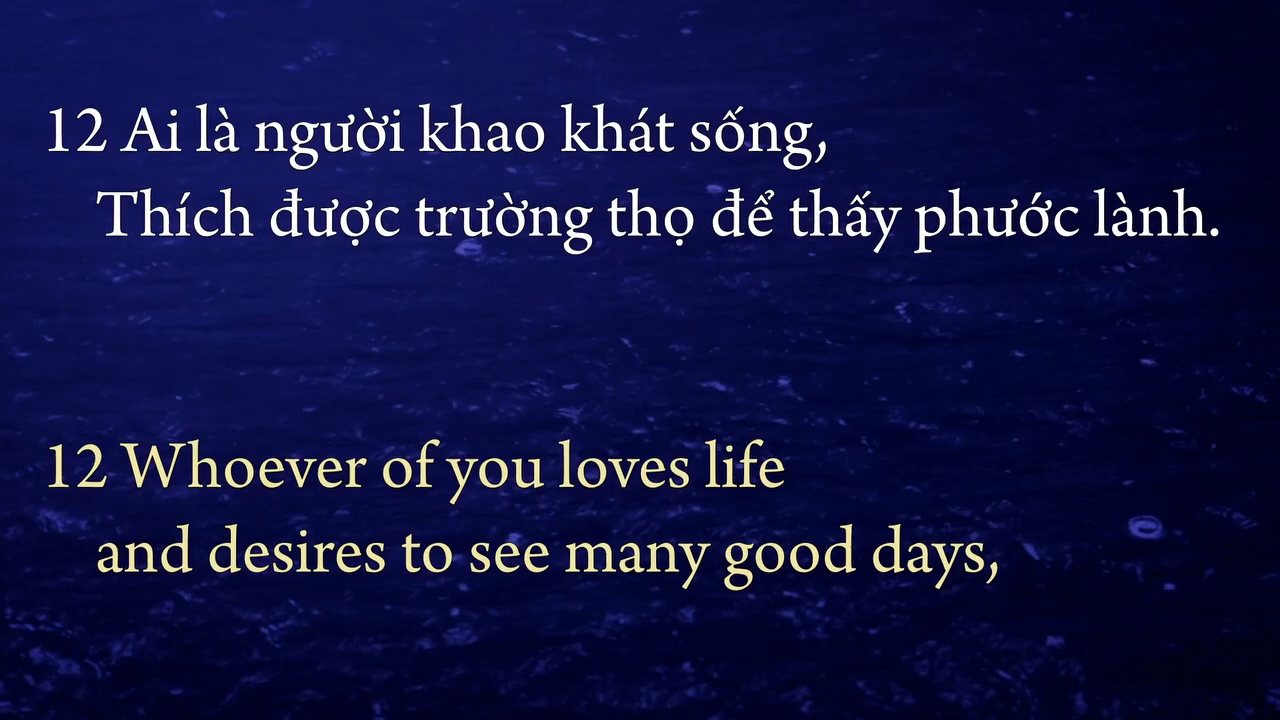 12 Ai là người khao khát sống,
Thích được trường thọ để thấy phước lành.
12 Whoever of you loves life
and desires to see many good days,